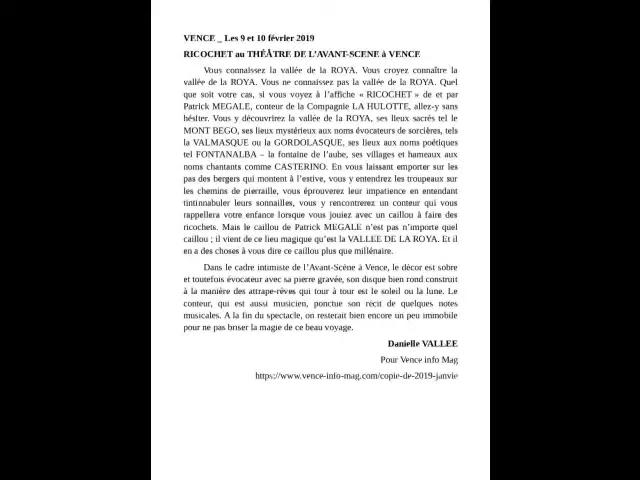 VENCE _ Les 9 et 10 février 2019
RICOCHET au THÉÂTRE DE L'AVANT-SCENE à VENCE
Vous connaissez la vallée de la ROYA. Vous croyez connaître la
vallée de la ROYA. Vous ne connaissez pas la vallée de la ROYA. Quel
que soit votre cas, si vous voyez à l'affiche « RICOCHET » de et par
Patrick MEGALE, conteur de la Compagnie LA HULOTTE, allez-y sans
hésiter. Vous y découvrirez la vallée de la ROYA, ses lieux sacrés tel le
MONT BEGO, ses lieux mystérieux aux noms évocateurs de sorcières, tels
la VALMASQUE ou la GORDOLASQUE, ses lieux aux noms poétiques
tel FONTANALBA – la fontaine de l'aube, ses villages et hameaux aux
noms chantants comme CASTERINO. En vous laissant emporter sur les
pas des bergers qui montent à l'estive, vous y entendrez les troupeaux sur
les chemins de pierraille, vous éprouverez leur impatience en entendant
tintinnabuler leurs sonnailles, vous y rencontrerez un conteur qui vous
rappellera votre enfance lorsque vous jouiez avec un caillou à faire des
ricochets. Mais le caillou de Patrick MEGALE n'est pas n'importe quel
caillou ; il vient de ce lieu magique qu'est la VALLEE DE LA ROYA. Et il
en a des choses à vous dire ce caillou plus que millénaire.
Dans le cadre intimiste de l'Avant-Scène à Vence, le décor est sobre
et toutefois évocateur avec sa pierre gravée, son disque bien rond construit
à la manière des attrape-rêves qui tour à tour est le soleil ou la lune. Le
conteur, qui est aussi musicien, ponctue son récit de quelques notes
musicales. A la fin du spectacle, on resterait bien encore un peu immobile
pour ne pas briser la magie de ce beau voyage.
Danielle VALLEE
Pour Vence info Mag
https://www.vence-info-mag.com/copie-de-2019-janvie